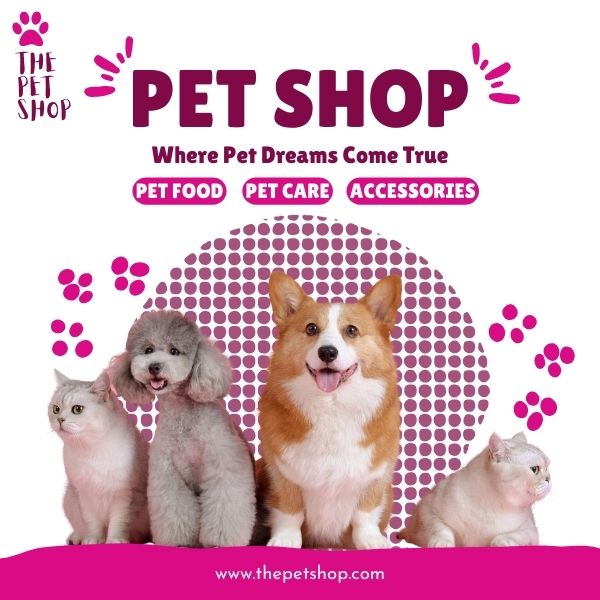 THE
PET
SHOP
PET SHOP
Where Pet Dreams Come True
PET FOOD PET CARE ACCESSORIES
www.thepetshop.com